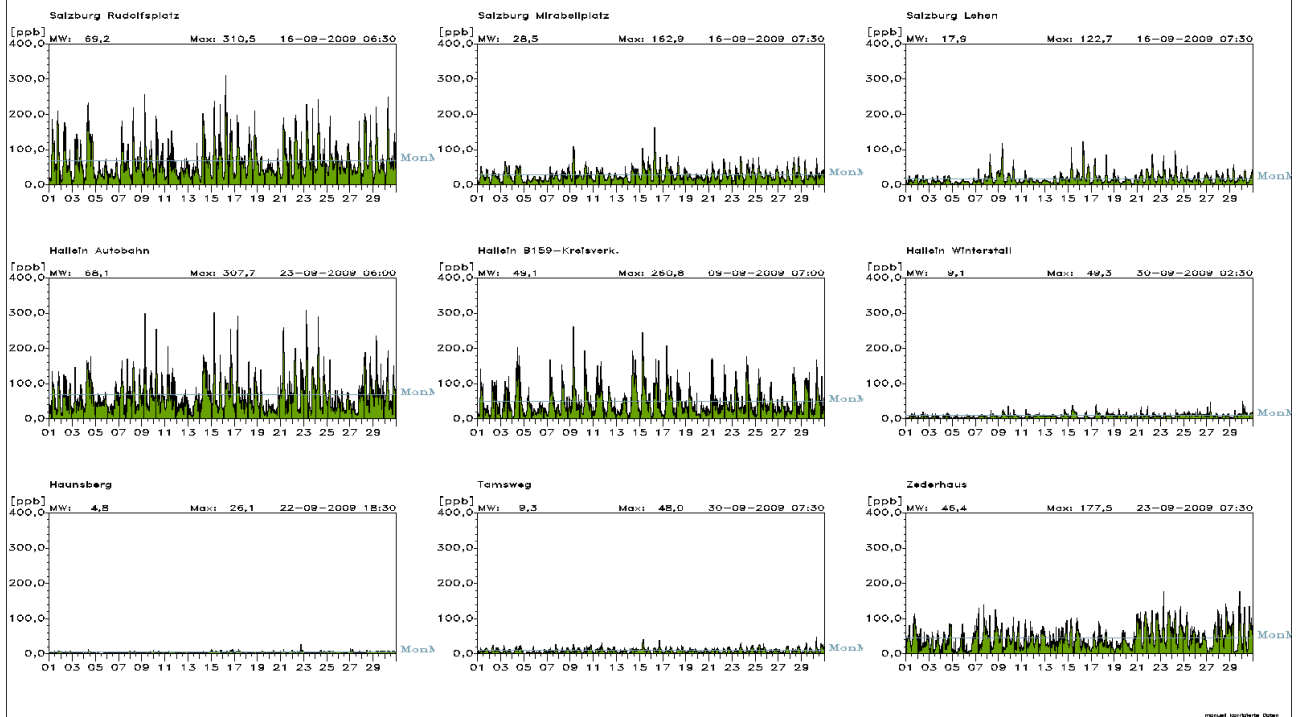 Salzburg Rudolfsplatz
[ppb] MW: 69,2 Max: 310,5 16-09-2009 06:30
400,0
300,0
200,0
100,0
0,0
MonM
01 03 05 07 09 11 13 15 17 19 21 23 25 27 29
Salzburg Mirabellplatz
[ppb] MW: 28,5 Max: 162,9 16-09-2009 07:30
400,0
300,0
200,0
100,0
0,0
MonM
01 03 05 07 09 11 13 15 17 19 21 23 25 27 29
Salzburg Lehen
[ppb] MW: 17,9 Max: 122,7 16-09-2009 07:30
400,0
300,0
200,0
100,0
0,0
MonM
01 03 05 07 09 11 13 15 17 19 21 23 25 27 29
Hallein Autobahn
[ppb] MW: 68,1 Max: 307,7 23-09-2009 06:00
400,0
300,0
200,0
100,0
0,0
MonM
01 03 05 07 09 11 13 15 17 19 21 23 25 27 29
Hallein B159-Kreisverk.
[ppb] MW: 49,1 Max: 260,8 09-09-2009 07:00
400,0
300,0
200,0
100,0
0,0
MonM
01 03 05 07 09 11 13 15 17 19 21 23 25 27 29
Hallein Winterstall
[ppb] MW: 9,1 Max: 49,3 30-09-2009 02:30
400,0
300,0
200,0
100,0
0,0
MonM
01 03 05 07 09 11 13 15 17 19 21 23 25 27 29
Haunsberg
[ppb] MW: 4,8 Max: 26,1 22-09-2009 18:30
400,0
300,0
200,0
100,0
0,0
MonM
01 03 05 07 09 11 13 15 17 19 21 23 25 27 29
Tamsweg
[ppb] MW: 9,3 Max: 48,0 30-09-2009 07:30
400,0
300,0
200,0
100,0
0,0
MonM
01 03 05 07 09 11 13 15 17 19 21 23 25 27 29
Zederhaus
[ppb] MW: 46,4 Max: 177,5 23-09-2009 07:30
400,0
300,0
200,0
100,0
0,0
MonM
01 03 05 07 09 11 13 15 17 19 21 23 25 27 29
manuell korrigierte Daten